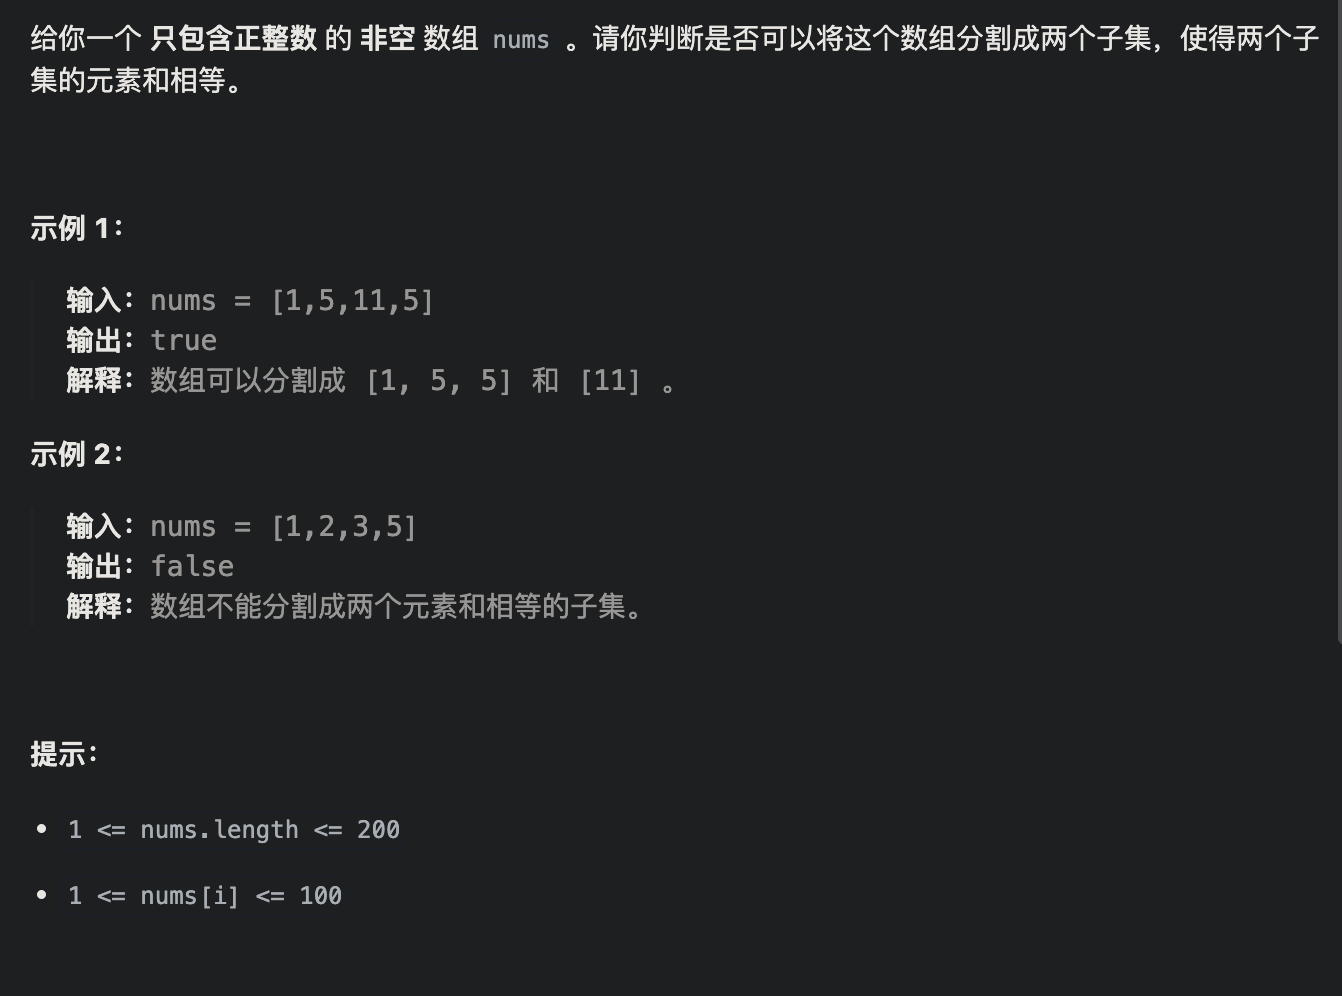 给你一个 只包含正整数 的 非空 数组 nums 。请你判断是否可以将这个数组分割成两个子集，使得两个子
集的元素和相等。
示例 1：
输入：nums = [1,5,11,5]
输出：true
解释：数组可以分割成 [1, 5, 5] 和 [11] 。
示例 2：
输入：nums = [1,2,3,5]
输出：false
解释：数组不能分割成两个元素和相等的子集。
提示：
• 1 <= nums.length <= 200
• 1 <= nums[i] <= 100